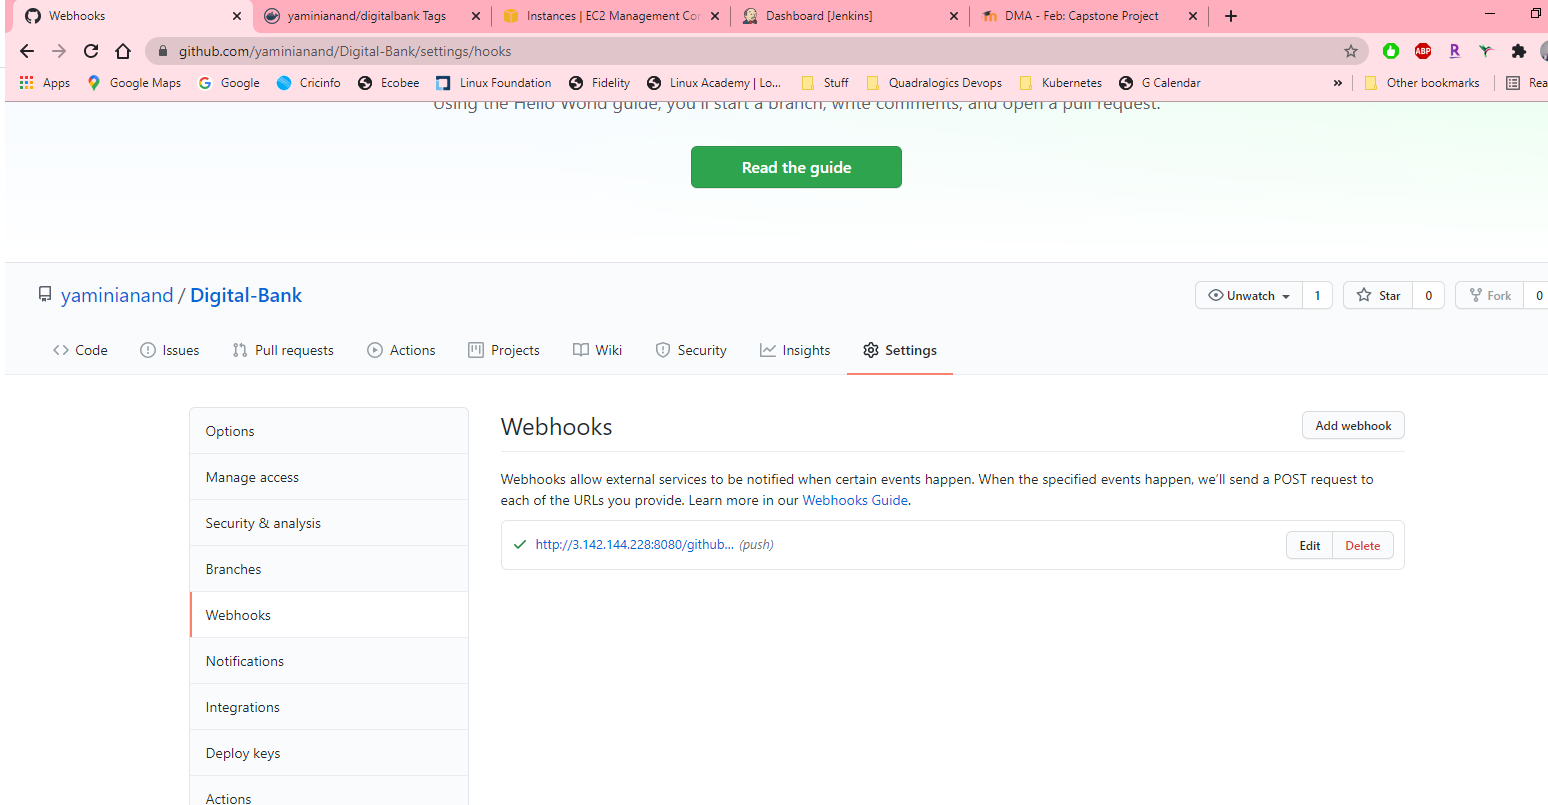 Webhooks
yaminianand/digitalbank Tags
Instances | EC2 Management Con
Dashboard [Jenkins]
DMA - Feb: Capstone Project
github.com/yaminianand/Digital-Bank/settings/hooks
ABP
R
Apps
Google Maps
Google
Cricinfo
Ecobee
Linux Foundation
Fidelity
Linux Academy | Lo...
Stuff
Quadralogics Devops
Kubernetes
G Calendar
»
Other bookmarks
Rea
Using the Hello World guide, you'll start a branch, write comments, and open a pull request.
Read the guide
yaminianand / Digital-Bank
Unwatch 1
Star 0
Fork 0
Code
Issues
Pull requests
Actions
Projects
Wiki
Security
Insights
Settings
Options
Manage access
Security & analysis
Branches
Webhooks
Notifications
Integrations
Deploy keys
Actions
Webhooks
Add webhook
Webhooks allow external services to be notified when certain events happen. When the specified events happen, we'll send a POST request to
each of the URLs you provide. Learn more in our Webhooks Guide.
http://3.142.144.228:8080/github... (push)
Edit
Delete